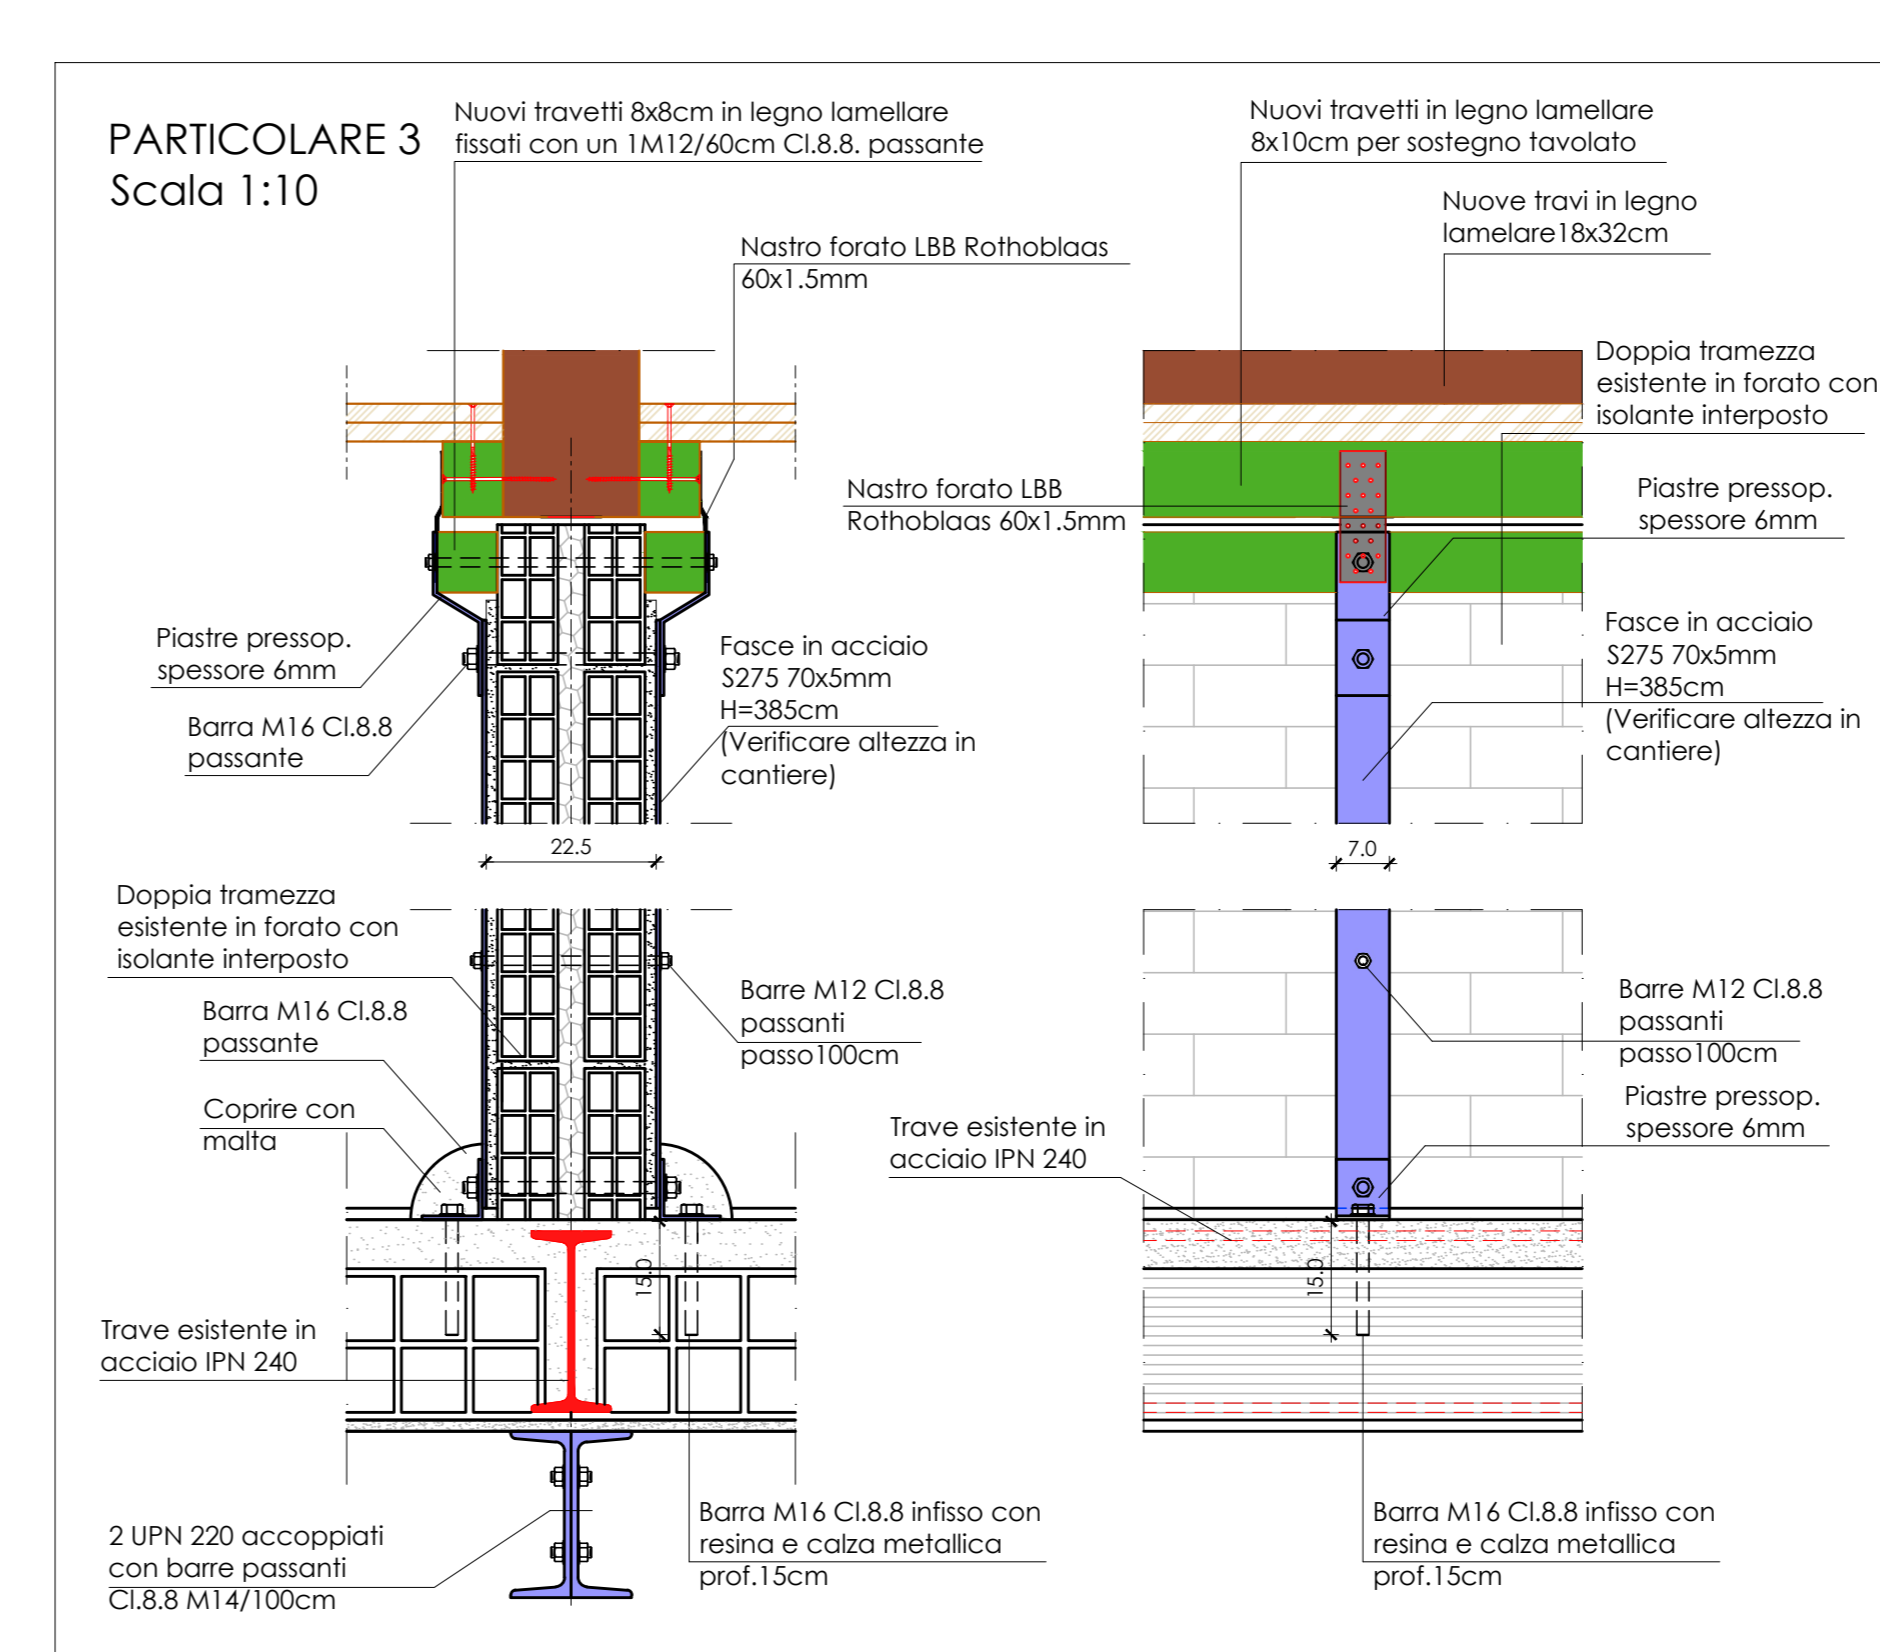 PARTICOLARE 3
Scala 1:10
Nuovi travetti 8x8cm in legno lamellare
fissati con un 1M12/60cm Cl.8.8. passante
Nastro forato LBB Rothoblaas
60x1.5mm
Piastre pressop.
spessore 6mm
Barra M16 Cl.8.8
passante
Fasce in acciaio
S275 70x5mm
H=385cm
(Verificare altezza in
cantiere)
22.5
Doppia tramezza
esistente in forato con
isolante interposto
Barra M16 Cl.8.8
passante
Coprire con
malta
Barre M12 Cl.8.8
passanti
passo100cm
15.0
Trave esistente in
acciaio IPN 240
2 UPN 220 accoppiati
con barre passanti
Cl.8.8 M14/100cm
Barra M16 Cl.8.8 infisso con
resina e calza metallica
prof.15cm
Nuovi travetti in legno lamellare
8x10cm per sostegno tavolato
Nuove travi in legno
lamelare18x32cm
Doppia tramezza
esistente in forato con
isolante interposto
Nastro forato LBB
Rothoblaas 60x1.5mm
Piastre pressop.
spessore 6mm
Fasce in acciaio
S275 70x5mm
H=385cm
(Verificare altezza in
cantiere)
7.0
Barre M12 Cl.8.8
passanti
passo100cm
Piastre pressop.
spessore 6mm
Trave esistente in
acciaio IPN 240
15.0
Barra M16 Cl.8.8 infisso con
resina e calza metallica
prof.15cm